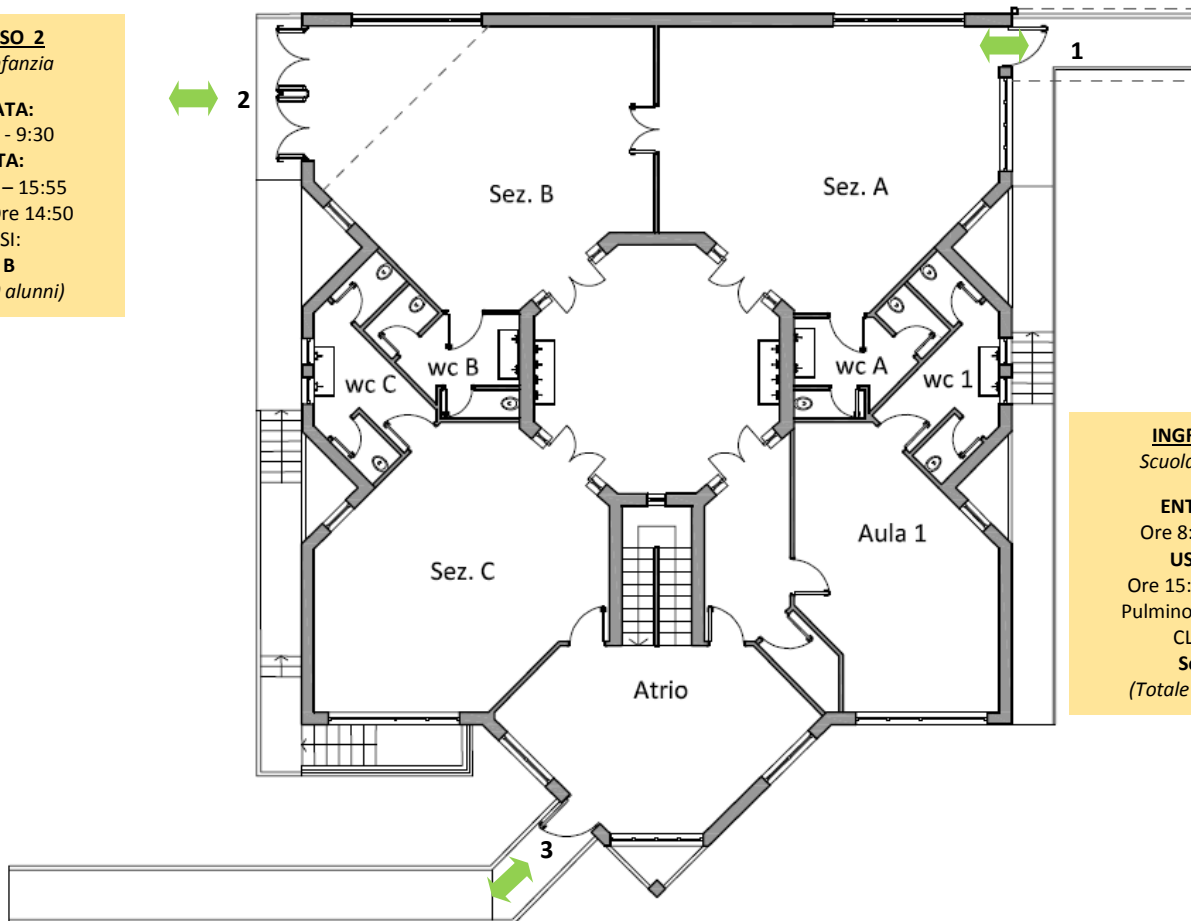 SO 2
fanzia
ATA:
- 9:30
TA:
– 15:55
re 14:50
SI:
B
alunni)
2
1
Sez. B
Sez. A
wc B
wc A
wc C
wc 1
Sez. C
Aula 1
Atrio
3
INGR
Scuola
ENT
Ore 8:
US
Ore 15:
Pulmino
CL
Se
(Totale